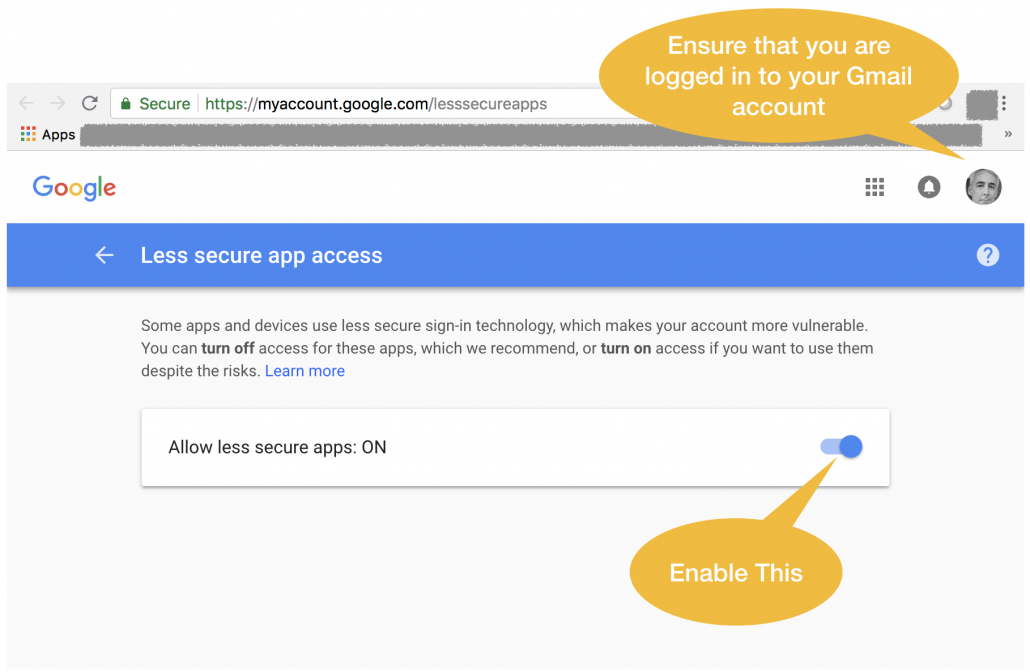 Ensure that you are
logged in to your Gmail
account
Secure https://myaccount.google.com/lesssecureapps
Apps »
Google
Less secure app access ?
Some apps and devices use less secure sign-in technology, which makes your account more vulnerable.
You can turn off access for these apps, which we recommend, or turn on access if you want to use them
despite the risks. Learn more
Allow less secure apps: ON
Enable This